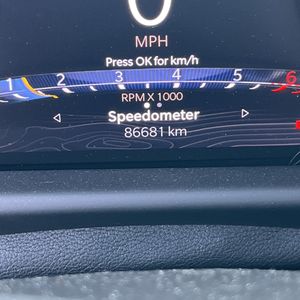 0
MPH
Press OK for km/h
1 2 3 4 5 6
RPM X 1000
Speedometer
86681 km